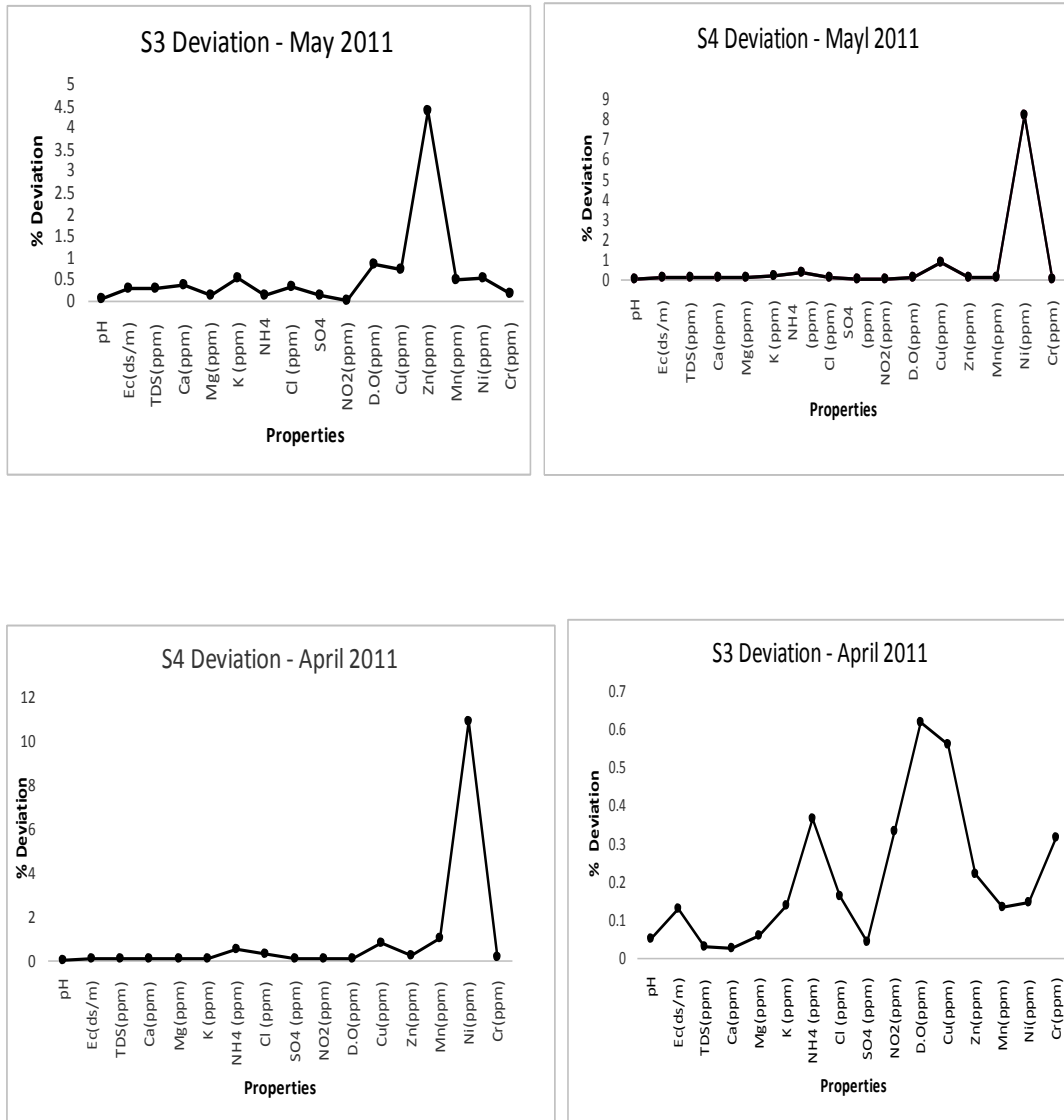 S3 Deviation - May 2011
% Deviation
5
4.5
4
3.5
3
2.5
2
1.5
1
0.5
0
pH
Ec(ds/m)
TDS(ppm)
Ca(ppm)
Mg(ppm)
K (ppm)
NH4
Cl (ppm)
SO4
NO2(ppm)
D.O(ppm)
Cu(ppm)
Zn(ppm)
Mn(ppm)
Ni(ppm)
Cr(ppm)
Properties
S4 Deviation - Mayl 2011
% Deviation
9
8
7
6
5
4
3
2
1
0
pH
Ec(ds/m)
TDS(ppm)
Ca(ppm)
Mg(ppm)
K (ppm)
NH4
(ppm)
Cl (ppm)
SO4
(ppm)
NO2(ppm)
D.O(ppm)
Cu(ppm)
Zn(ppm)
Mn(ppm)
Ni(ppm)
Cr(ppm)
Properties
S4 Deviation - April 2011
% Deviation
12
10
8
6
4
2
0
pH
Ec(ds/m)
TDS(ppm)
Ca(ppm)
Mg(ppm)
K (ppm)
NH4 (ppm)
Cl (ppm)
SO4 (ppm)
NO2(ppm)
D.O(ppm)
Cu(ppm)
Zn(ppm)
Mn(ppm)
Ni(ppm)
Cr(ppm)
Properties
S3 Deviation - April 2011
% Deviation
0.7
0.6
0.5
0.4
0.3
0.2
0.1
0
pH
Ec(ds/m)
TDS(ppm)
Ca(ppm)
Mg(ppm)
K (ppm)
NH4 (ppm)
Cl (ppm)
SO4 (ppm)
NO2(ppm)
D.O(ppm)
Cu(ppm)
Zn(ppm)
Mn(ppm)
Ni(ppm)
Cr(ppm)
Properties